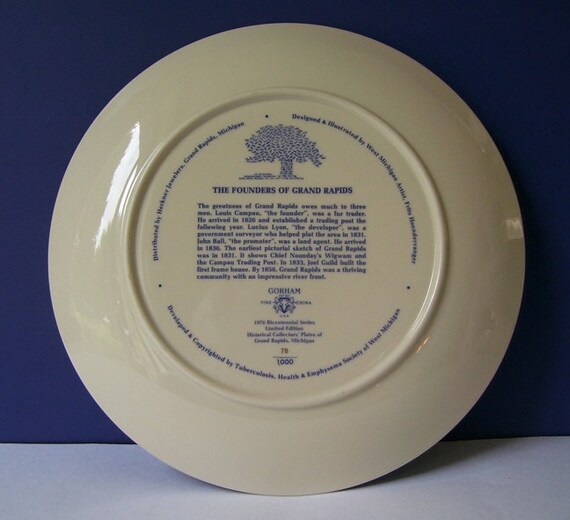 Distributed by Herkner Jewelers, Grand Rapids, Michigan
Designed & Illustrated by West Michigan Artist, Fritz
THE FOUNDERS OF GRAND RAPIDS
The greatness of Grand Rapids owes much to three
men. Louis Campau, "the founder", was a fur trader.
He arrived in 1826 and established a trading post the
following year. Lucius Lyon, "the developer", was a
government surveyor who helped plot the area in 1831.
John Ball, "the promoter", was a land agent. He arrived
in 1836. The earliest pictorial sketch of Grand Rapids
was in 1831. It shows Chief Noonday's Wigwam and
the Campau Trading Post. In 1833, Joel Guild built the
first frame house. By 1856, Grand Rapids was a thriving
community with an impressive river front.
GORHAM
FINE CHINA
USA
1976 Bicentennial Series
Limited Edition
Historical Collectors' Plates of
Grand Rapids, Michigan
78
1,000
Developed & Copyrighted by Tuberculosis, Health & Emphysema Society of West Michigan